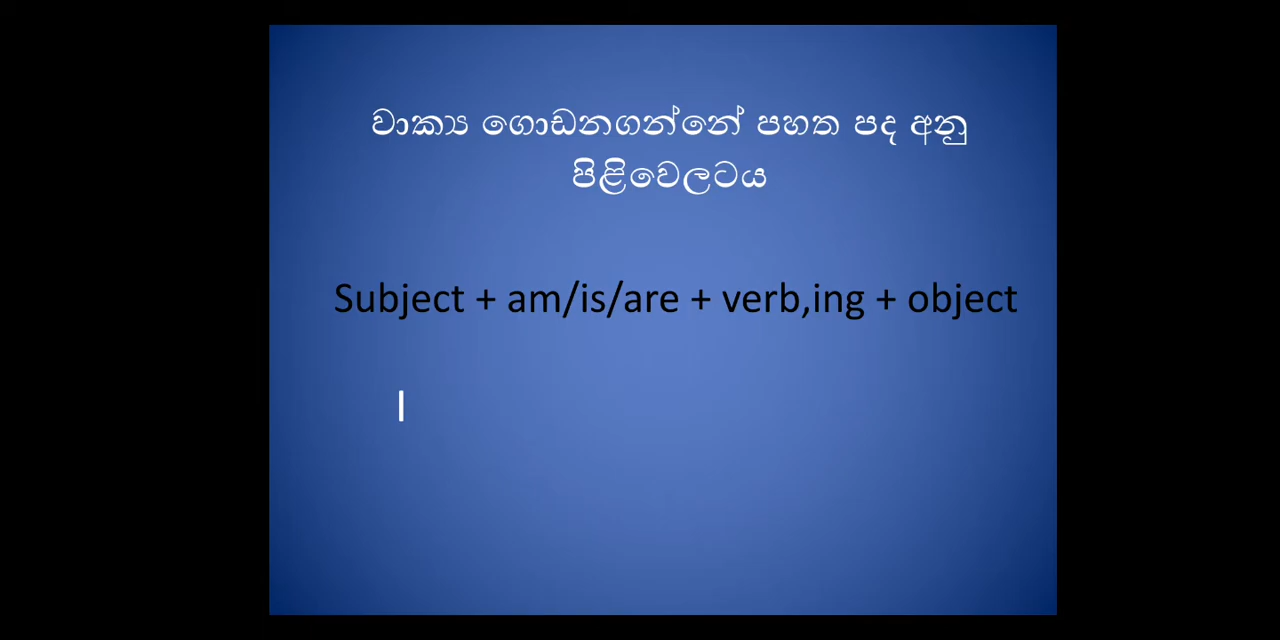 වාක්‍ය ගොඩනගන්නේ පහත පද අනු
පිළිවෙලටය
Subject + am/is/are + verb,ing + object
I